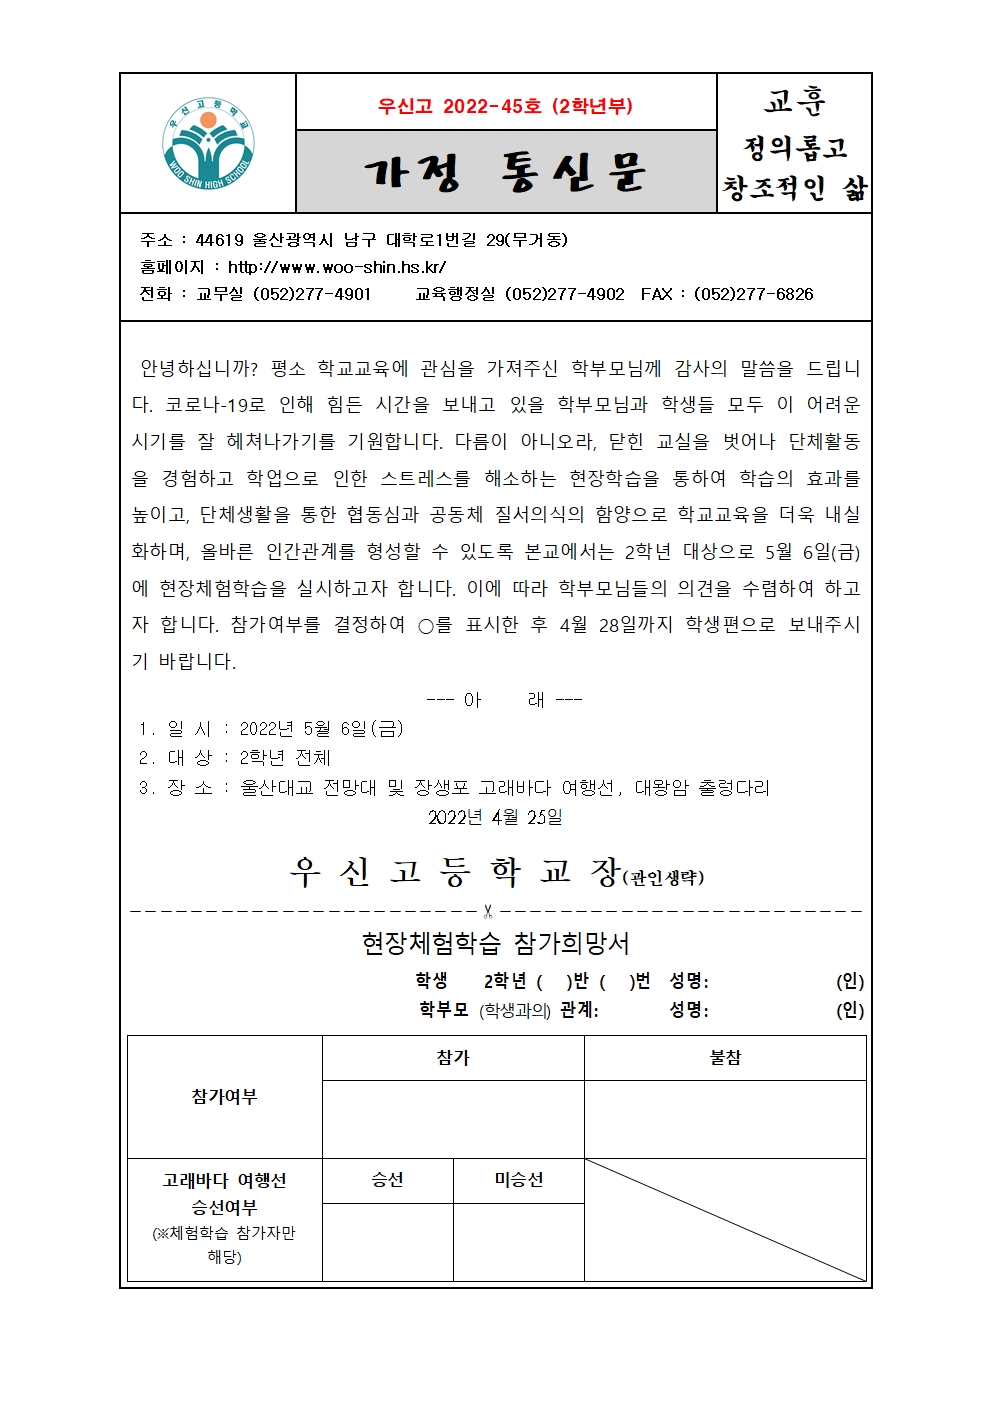 우신고등학교
WOO SHIN HIGH SCHOOL
우신고 2022-45호 (2학년부)
가정 통신문
교훈
정의롭고
창조적인 삶
주소 : 44619 울산광역시 남구 대학로1번길 29(무거동)
홈페이지 : http://www.woo-shin.hs.kr/
전화 : 교무실 (052)277-4901 교육행정실 (052)277-4902 FAX : (052)277-6826
안녕하십니까? 평소 학교교육에 관심을 가져주신 학부모님께 감사의 말씀을 드립니
다. 코로나-19로 인해 힘든 시간을 보내고 있을 학부모님과 학생들 모두 이 어려운
시기를 잘 헤쳐나가기를 기원합니다. 다름이 아니오라, 닫힌 교실을 벗어나 단체활동
을 경험하고 학업으로 인한 스트레스를 해소하는 현장학습을 통하여 학습의 효과를
높이고, 단체생활을 통한 협동심과 공동체 질서의식의 함양으로 학교교육을 더욱 내실
화하며, 올바른 인간관계를 형성할 수 있도록 본교에서는 2학년 대상으로 5월 6일(금)
에 현장체험학습을 실시하고자 합니다. 이에 따라 학부모님들의 의견을 수렴하여 하고
자 합니다. 참가여부를 결정하여 ○를 표시한 후 4월 28일까지 학생편으로 보내주시
기 바랍니다.
--- 아 래 ---
1. 일 시 : 2022년 5월 6일(금)
2. 대 상 : 2학년 전체
3. 장 소 : 울산대교 전망대 및 장생포 고래바다 여행선, 대왕암 출렁다리
2022년 4월 25일
우 신 고 등 학 교 장(관인생략)
현장체험학습 참가희망서
학생 2학년 ( )반 ( )번 성명: (인)
학부모 (학생과의) 관계: 성명: (인)
참가여부
참가
불참
고래바다 여행선
승선여부
(※체험학습 참가자만
해당)
승선
미승선